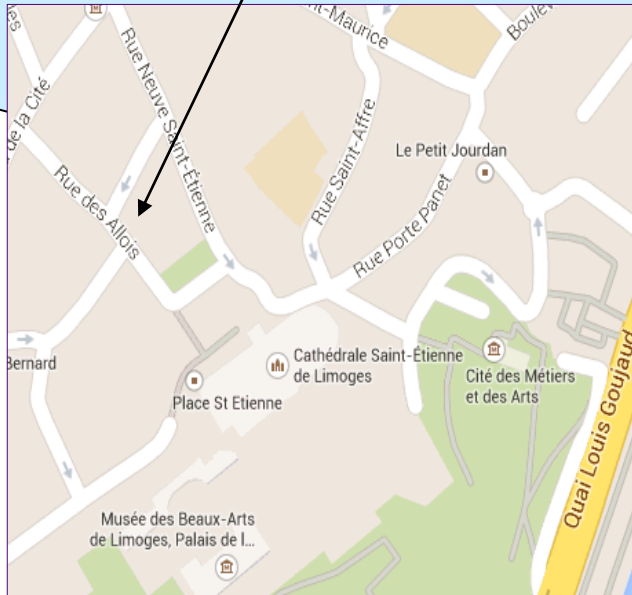 nt-Maurice
Boulev
Rue Neuve Saint-Étienne
de la Cité
Rue Saint-Affre
Le Petit Jourdan
Rue des Allois
Rue Porte Panet
Bernard
Cathédrale Saint-Étienne
de Limoges
Place St Etienne
Cité des Métiers
et des Arts
Quai Louis Goujaud
Musée des Beaux-Arts
de Limoges, Palais de l...